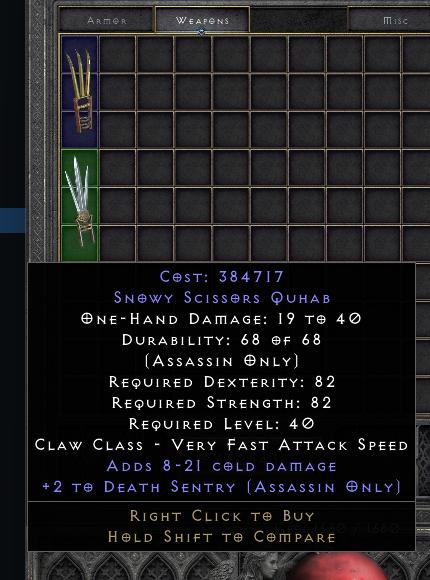 Armor
Weapons
Misc
Cost: 384717
Snowy Scissors Quhab
One-Hand Damage: 19 to 40
Durability: 68 of 68
(Assassin Only)
Required Dexterity: 82
Required Strength: 82
Required Level: 40
Claw Class - Very Fast Attack Speed
Adds 8-21 cold damage
+2 to Death Sentry (Assassin Only)
Right Click to Buy
Hold Shift to Compare